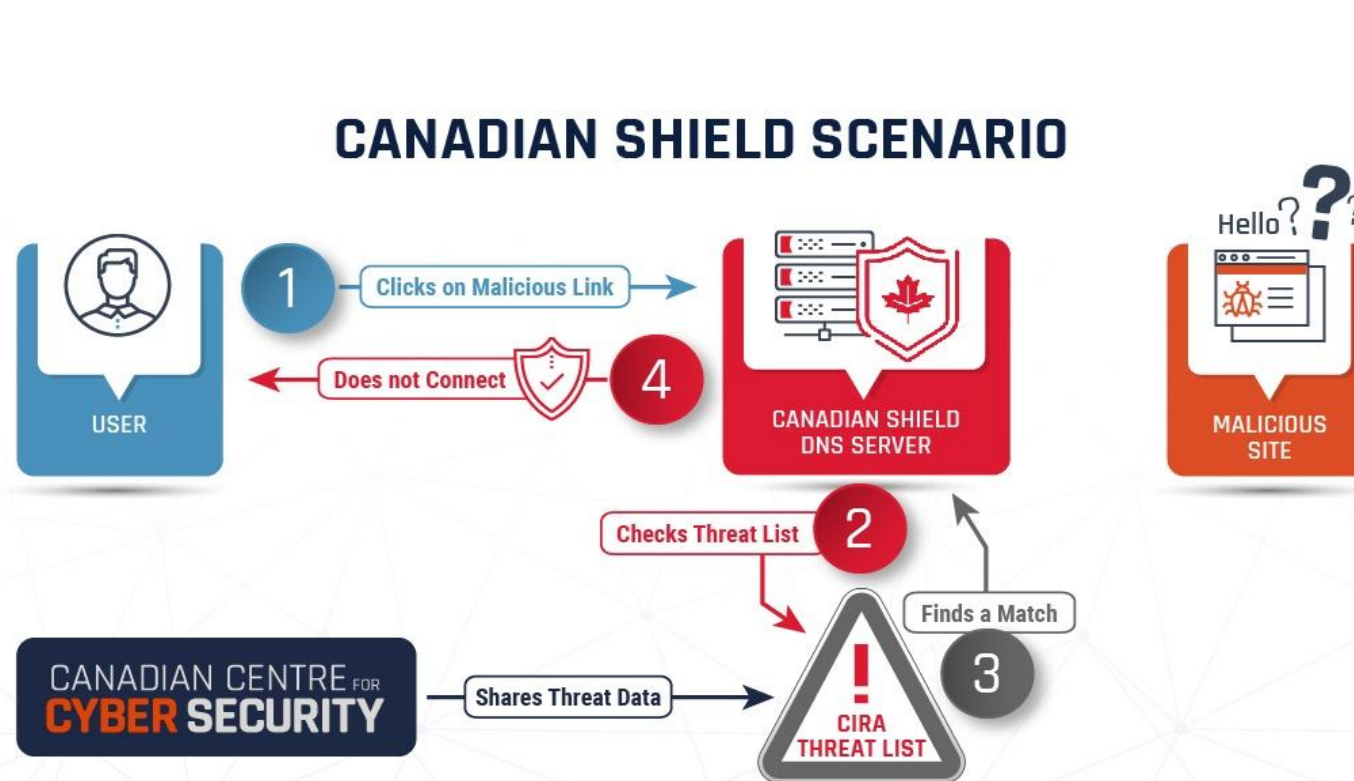 CANADIAN SHIELD SCENARIO
Hello ? ? ?
1
Clicks on Malicious Link
Does not Connect
4
USER
CANADIAN SHIELD
DNS SERVER
MALICIOUS
SITE
Checks Threat List
2
Finds a Match
3
CANADIAN CENTRE FOR
CYBER SECURITY
Shares Threat Data
!
CIRA
THREAT LIST